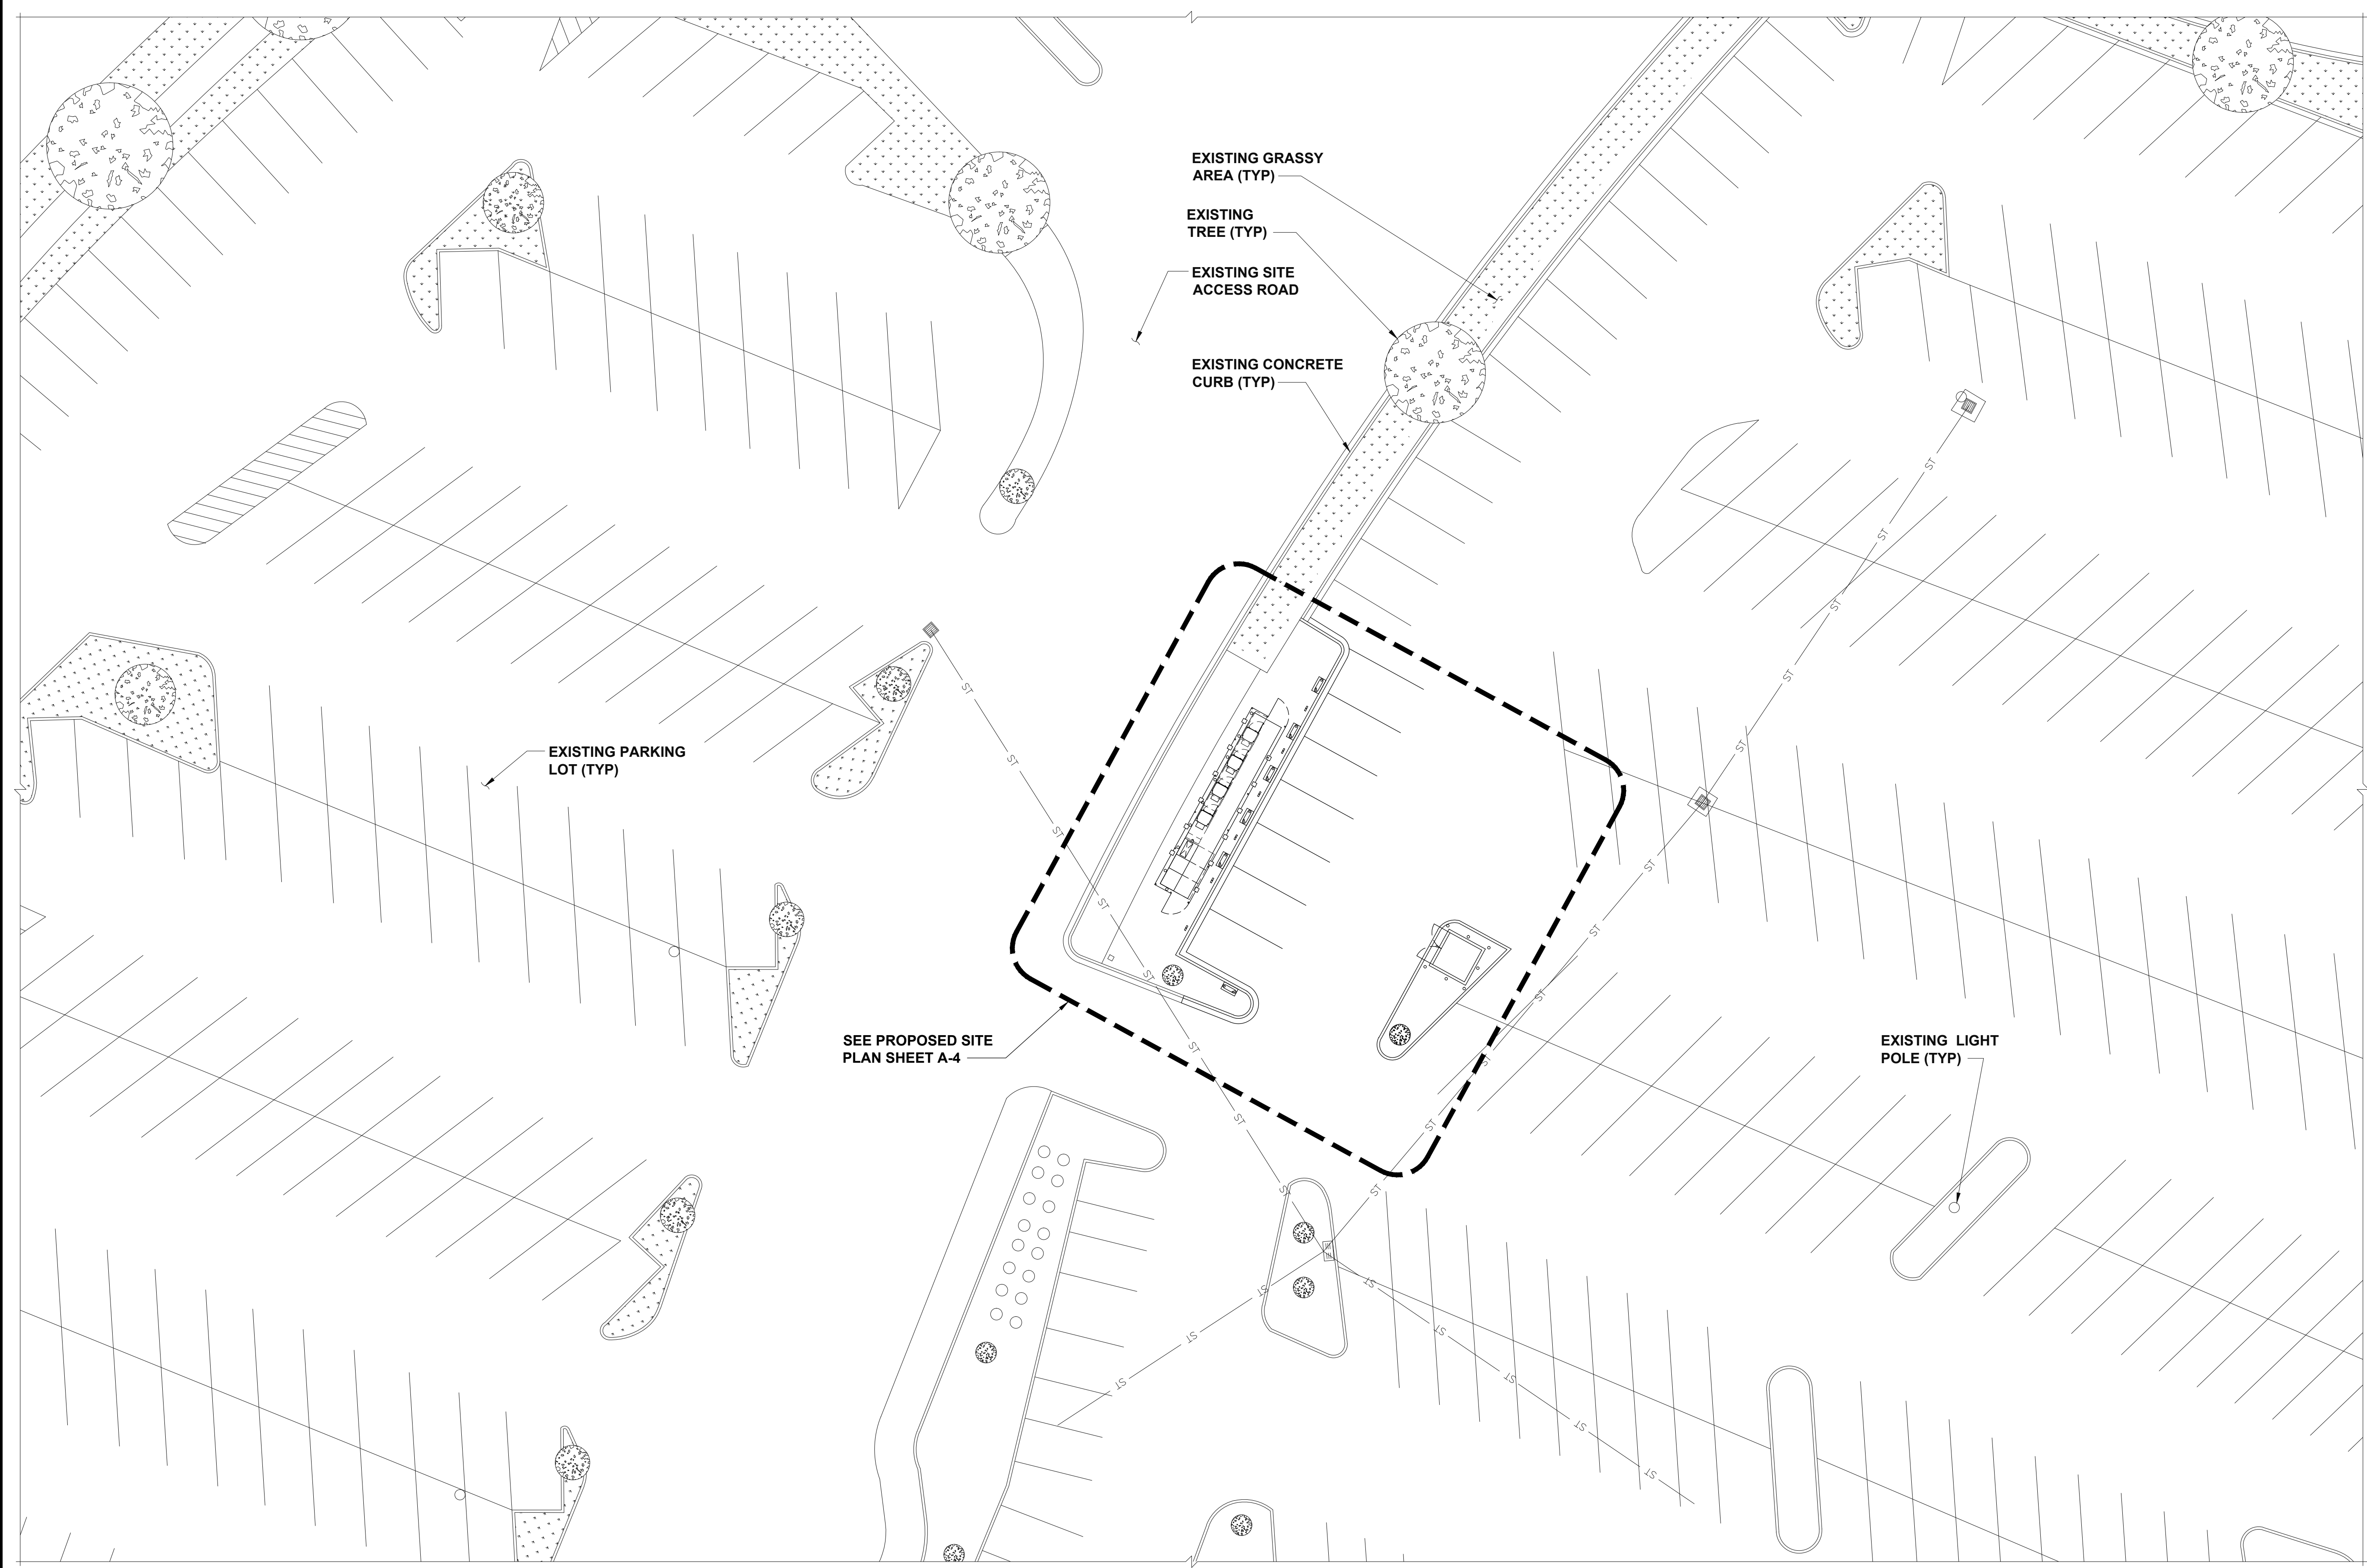 EXISTING GRASSY
AREA (TYP)
EXISTING
TREE (TYP)
EXISTING SITE
ACCESS ROAD
EXISTING CONCRETE
CURB (TYP)
ST
ST
ST
ST
ST
ST
ST
EXISTING PARKING
LOT (TYP)
ST
ST
ST
ST
ST
ST
ST
SEE PROPOSED SITE
PLAN SHEET A-4
EXISTING  LIGHT
POLE (TYP)
ST
ST
ST
ST
ST
ST
ST
ST
ST
ST
ST
ST
ST